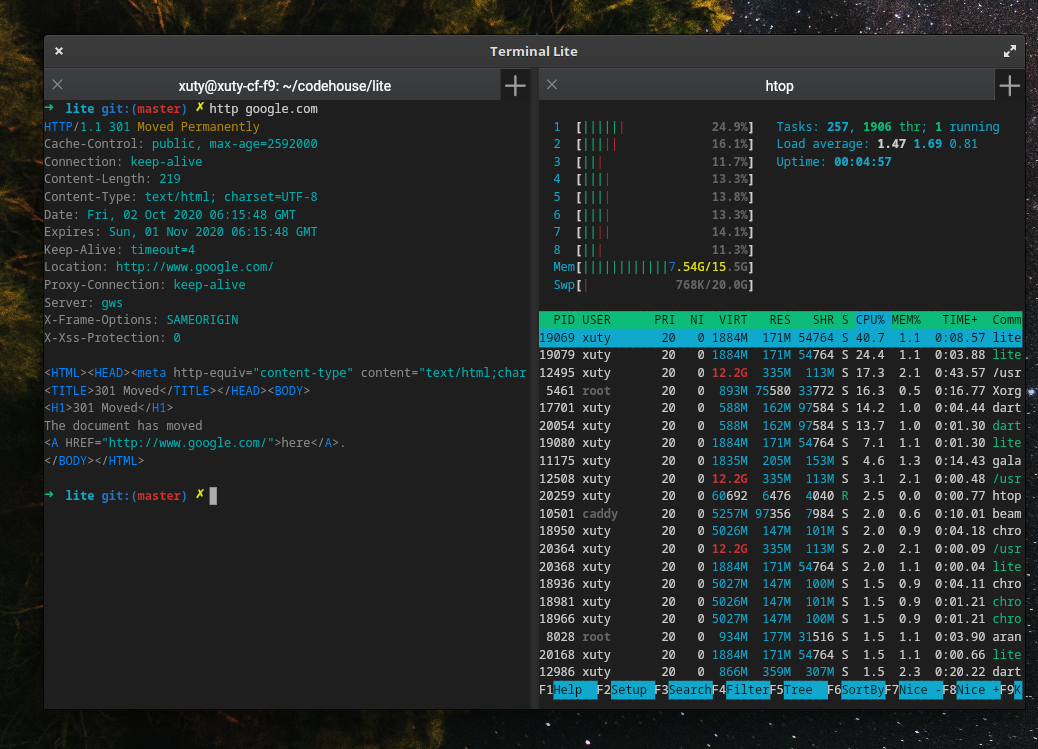 Terminal Lite
xuty@xuty-cf-f9: ~/codehouse/lite
➜ lite git:(master) ✗ http google.com
HTTP/1.1 301 Moved Permanently
Cache-Control: public, max-age=2592000
Connection: keep-alive
Content-Length: 219
Content-Type: text/html; charset=UTF-8
Date: Fri, 02 Oct 2020 06:15:48 GMT
Expires: Sun, 01 Nov 2020 06:15:48 GMT
Keep-Alive: timeout=4
Location: http://www.google.com/
Proxy-Connection: keep-alive
Server: gws
X-Frame-Options: SAMEORIGIN
X-Xss-Protection: 0
<HTML><HEAD><meta http-equiv="content-type" content="text/html;char
<TITLE>301 Moved</TITLE></HEAD><BODY>
<H1>301 Moved</H1>
The document has moved
<A HREF="http://www.google.com/">here</A>.
</BODY></HTML>
➜ lite git:(master) ✗
htop
1 [|||||| 24.9%]
2 [||||| 16.1%]
3 [||| 11.7%]
4 [|||| 13.3%]
5 [|||| 13.8%]
6 [|||| 13.3%]
7 [|||| 14.1%]
8 [||| 11.3%]
Mem[||||||||||||7.54G/15.5G]
Swp[| 768K/20.0G]
Tasks: 257, 1906 thr; 1 running
Load average: 1.47 1.69 0.81
Uptime: 00:04:57
PID USER PRI NI VIRT RES SHR S CPU% MEM% TIME+ Comm
19069 xuty 20 0 1884M 171M 54764 S 40.7 1.1 0:08.57 lite
19079 xuty 20 0 1884M 171M 54764 S 24.4 1.1 0:03.88 lite
12495 xuty 20 0 12.2G 335M 113M S 17.3 2.1 0:43.57 /usr
5461 root 20 0 893M 75580 33772 S 16.3 0.5 0:16.77 Xorg
17701 xuty 20 0 588M 162M 97584 S 14.2 1.0 0:04.44 dart
20054 xuty 20 0 588M 162M 97584 S 13.7 1.0 0:01.30 dart
19080 xuty 20 0 1884M 171M 54764 S 7.1 1.1 0:01.30 lite
11175 xuty 20 0 1835M 205M 153M S 4.6 1.3 0:14.43 gala
12508 xuty 20 0 12.2G 335M 113M S 3.1 2.1 0:00.48 /usr
20259 xuty 20 0 60692 6476 4040 R 2.5 0.0 0:00.77 htop
10501 caddy 20 0 5257M 97356 7984 S 2.0 0.6 0:10.01 beam
18950 xuty 20 0 5026M 147M 101M S 2.0 0.9 0:04.18 chro
20364 xuty 20 0 12.2G 335M 113M S 2.0 2.1 0:00.09 /usr
20368 xuty 20 0 1884M 171M 54764 S 2.0 1.1 0:00.04 lite
18936 xuty 20 0 5027M 147M 100M S 1.5 0.9 0:04.11 chro
18981 xuty 20 0 5026M 147M 101M S 1.5 0.9 0:01.21 chro
18966 xuty 20 0 5027M 147M 100M S 1.5 0.9 0:01.21 chro
8028 root 20 0 934M 177M 31516 S 1.5 1.1 0:03.90 aran
20168 xuty 20 0 1884M 171M 54764 S 1.5 1.1 0:00.66 lite
12986 xuty 20 0 866M 359M 307M S 1.5 2.3 0:20.22 dart
F1Help F2Setup F3SearchF4FilterF5Tree F6SortByF7Nice -F8Nice +F9K